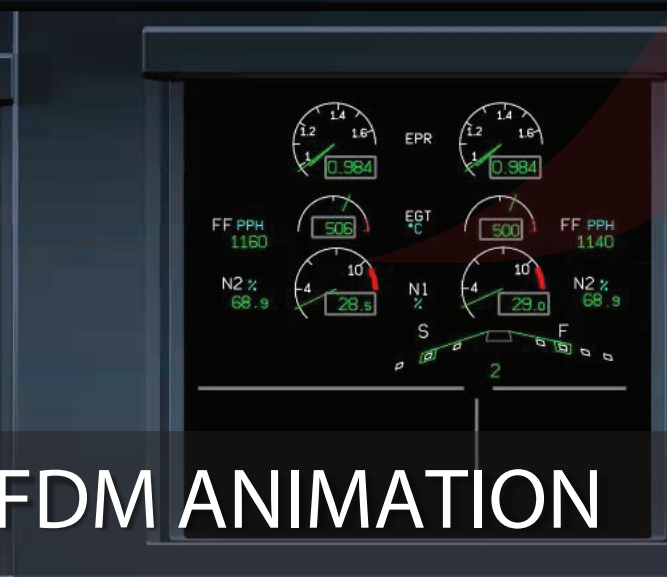 1.4 1.4
1.2 1.6 EPR 1.2 1.6
1 0.984 1 0.984
FF PPH 506 EGT 500 FF PPH
1160 °C 1140
N2 % 10 N1 10 N2 %
68.9 4 28.5 % 4 29.0 68.9
S F
2
FDM ANIMATION